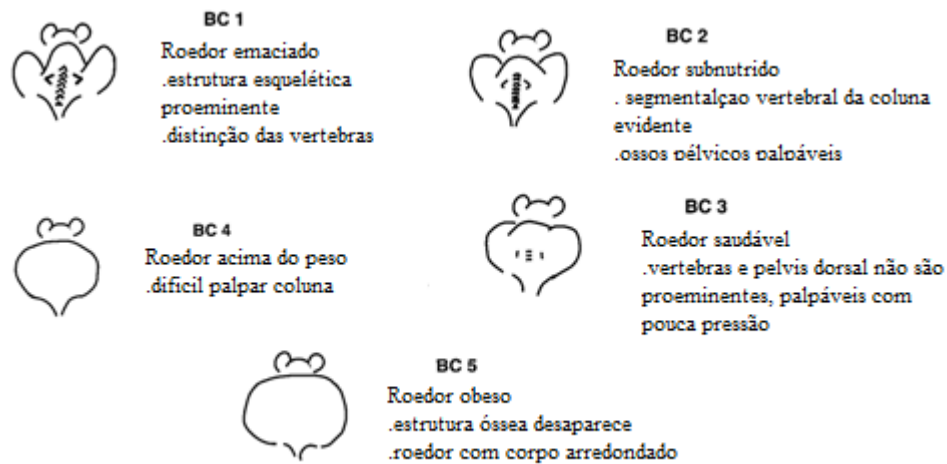 BC 1
Roedor emaciado
.estrutura esquelética
proeminente
.distinção das vertebras
BC 2
Roedor subnutrido
. segmentalçao vertebral da coluna
evidente
.ossos pélvicos palpáveis
BC 4
Roedor acima do peso
.dificil palpar coluna
BC 3
Roedor saudável
.vertebras e pelvis dorsal não são
proeminentes, palpáveis com
pouca pressão
BC 5
Roedor obeso
.estrutura óssea desaparece
.roedor com corpo arredondado